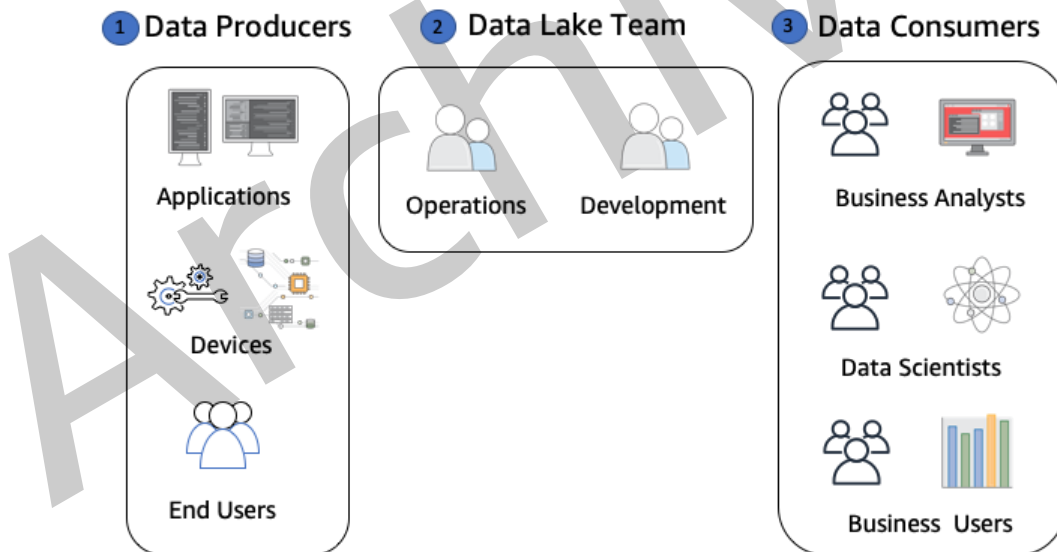 1 Data Producers
2 Data Lake Team
3 Data Consumers
Applications
Devices
End Users
Operations
Development
Business Analysts
Data Scientists
Business Users
Archiv